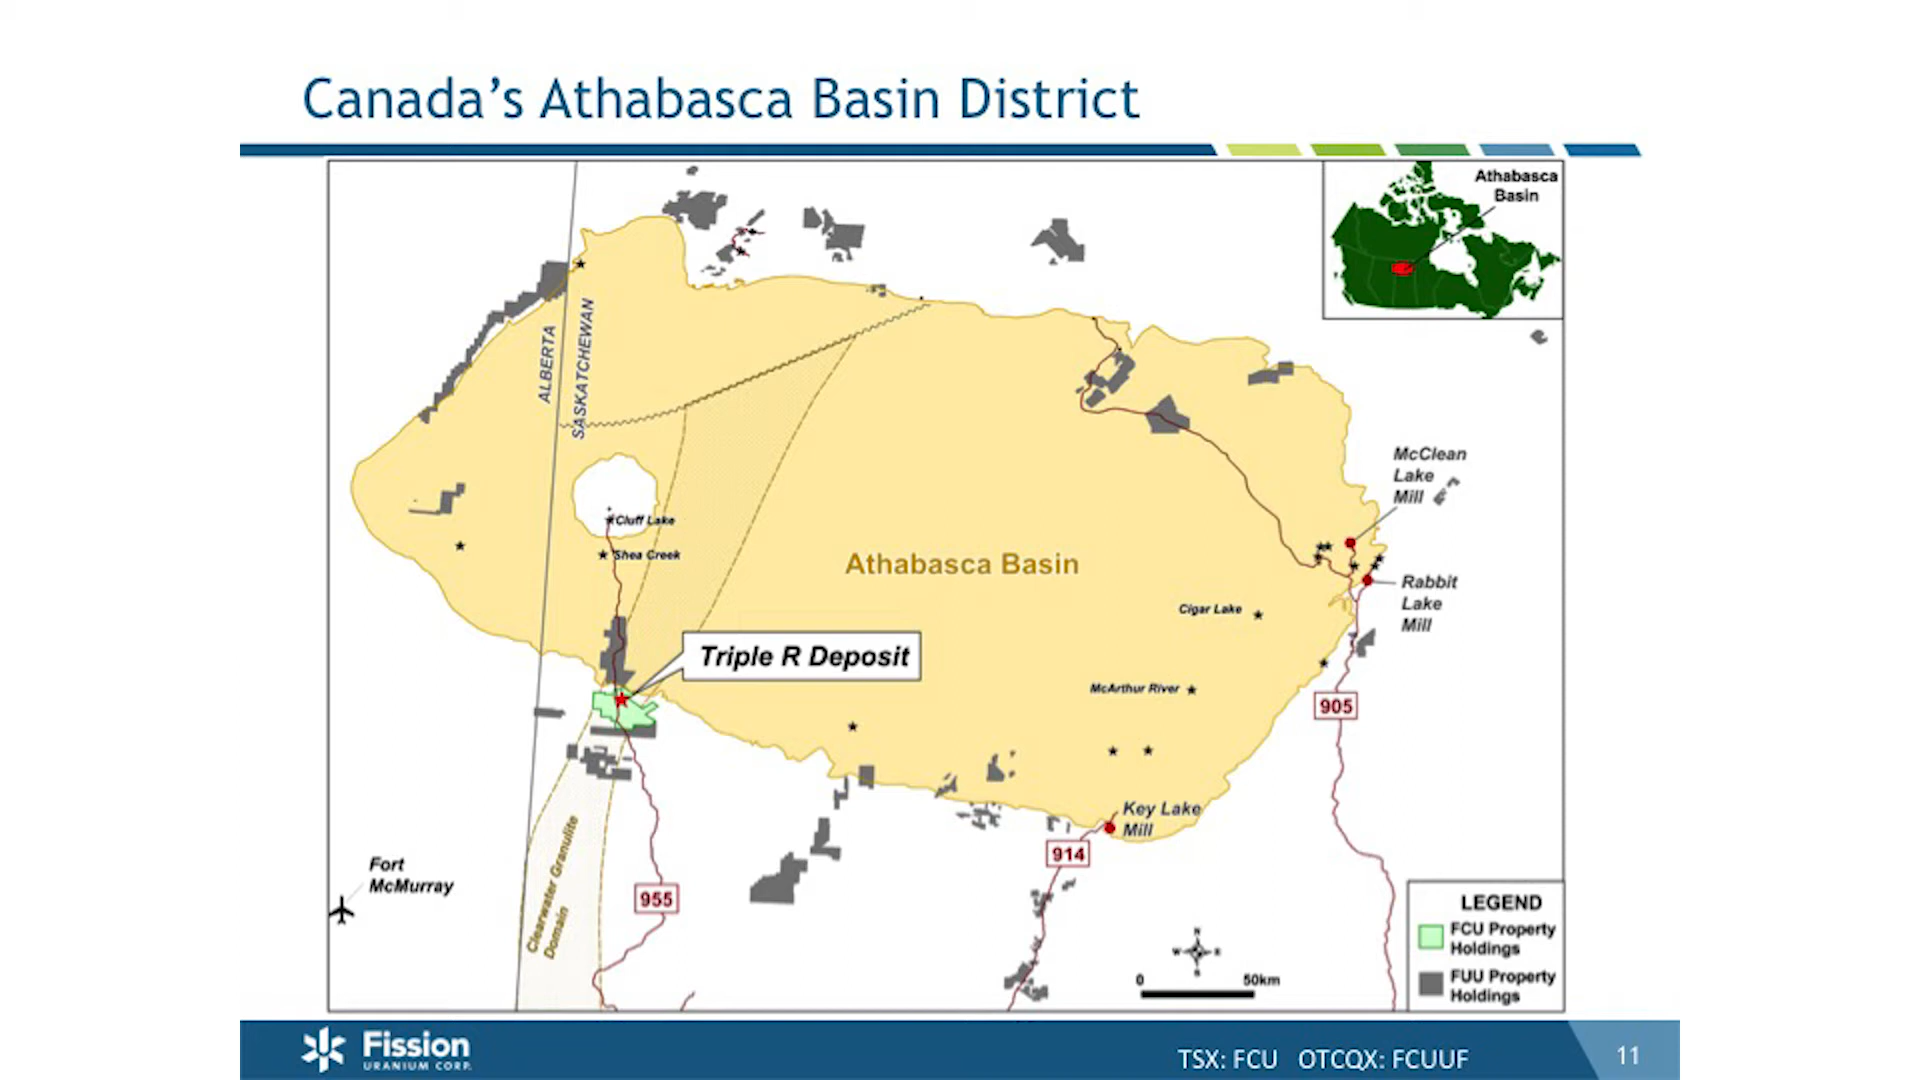 Canada's Athabasca Basin District
Athabasca
Basin
ALBERTA
SASKATCHEWAN
McClean
Lake
Mill
Cluff Lake
Shea Creek
Athabasca Basin
Rabbit
Lake
Mill
Cigar Lake
Triple R Deposit
McArthur River
905
Key Lake
Mill
914
Fort
McMurray
955
Clearwater Granulite
Domain
N
W
E
S
0
50km
LEGEND
FCU Property
Holdings
FUU Property
Holdings
Fission
URANIUM CORP.
TSX: FCU OTCQX: FCUUF
11